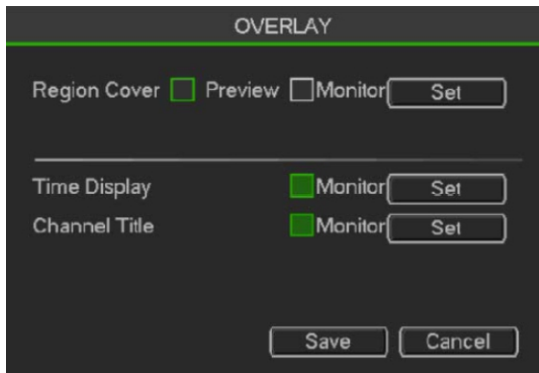 OVERLAY
Region Cover Preview Monitor Set
Time Display Monitor Set
Channel Title Monitor Set
Save Cancel